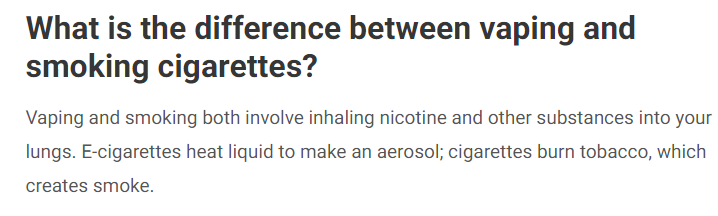 What is the difference between vaping and
smoking cigarettes?
Vaping and smoking both involve inhaling nicotine and other substances into your
lungs. E-cigarettes heat liquid to make an aerosol; cigarettes burn tobacco, which
creates smoke.